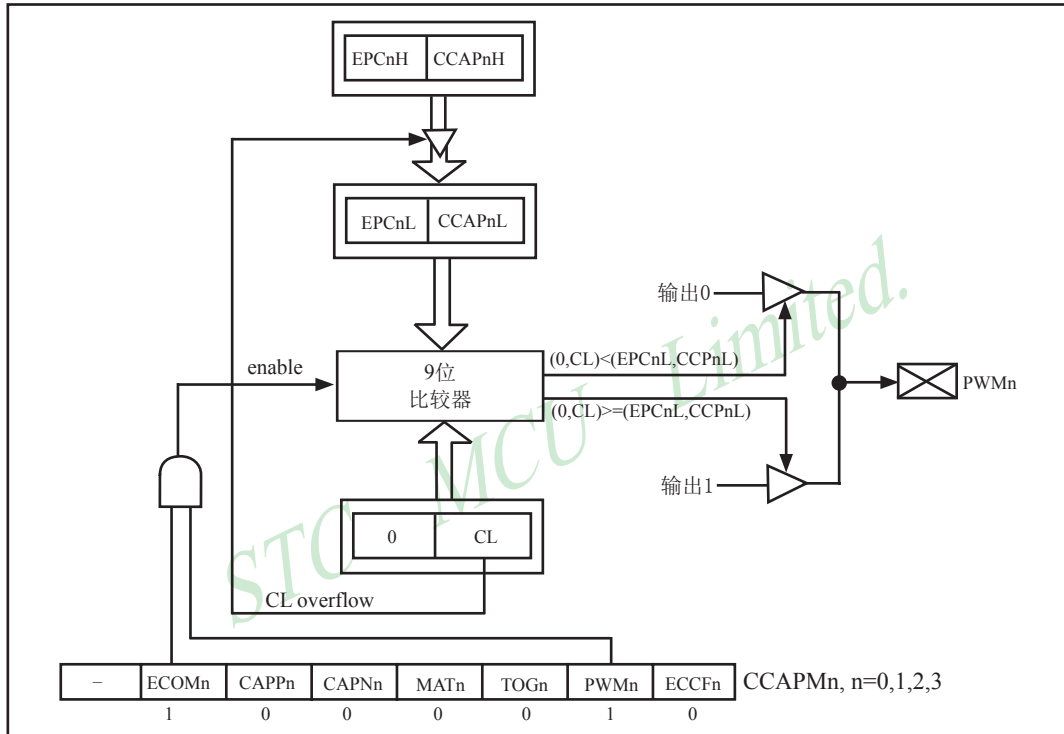 EPCnH CCAPnH
EPCnL CCAPnL
输出0
(0,CL)<(EPCnL,CCPnL)
enable
9位
比较器
PWMn
(0,CL)>=(EPCnL,CCPnL)
输出1
0 CL
CL overflow
STC MCU Limited.
– ECOMn CAPPn CAPNn MATn TOGn PWMn ECCFn CCAPMn, n=0,1,2,3
1 0 0 0 0 1 0